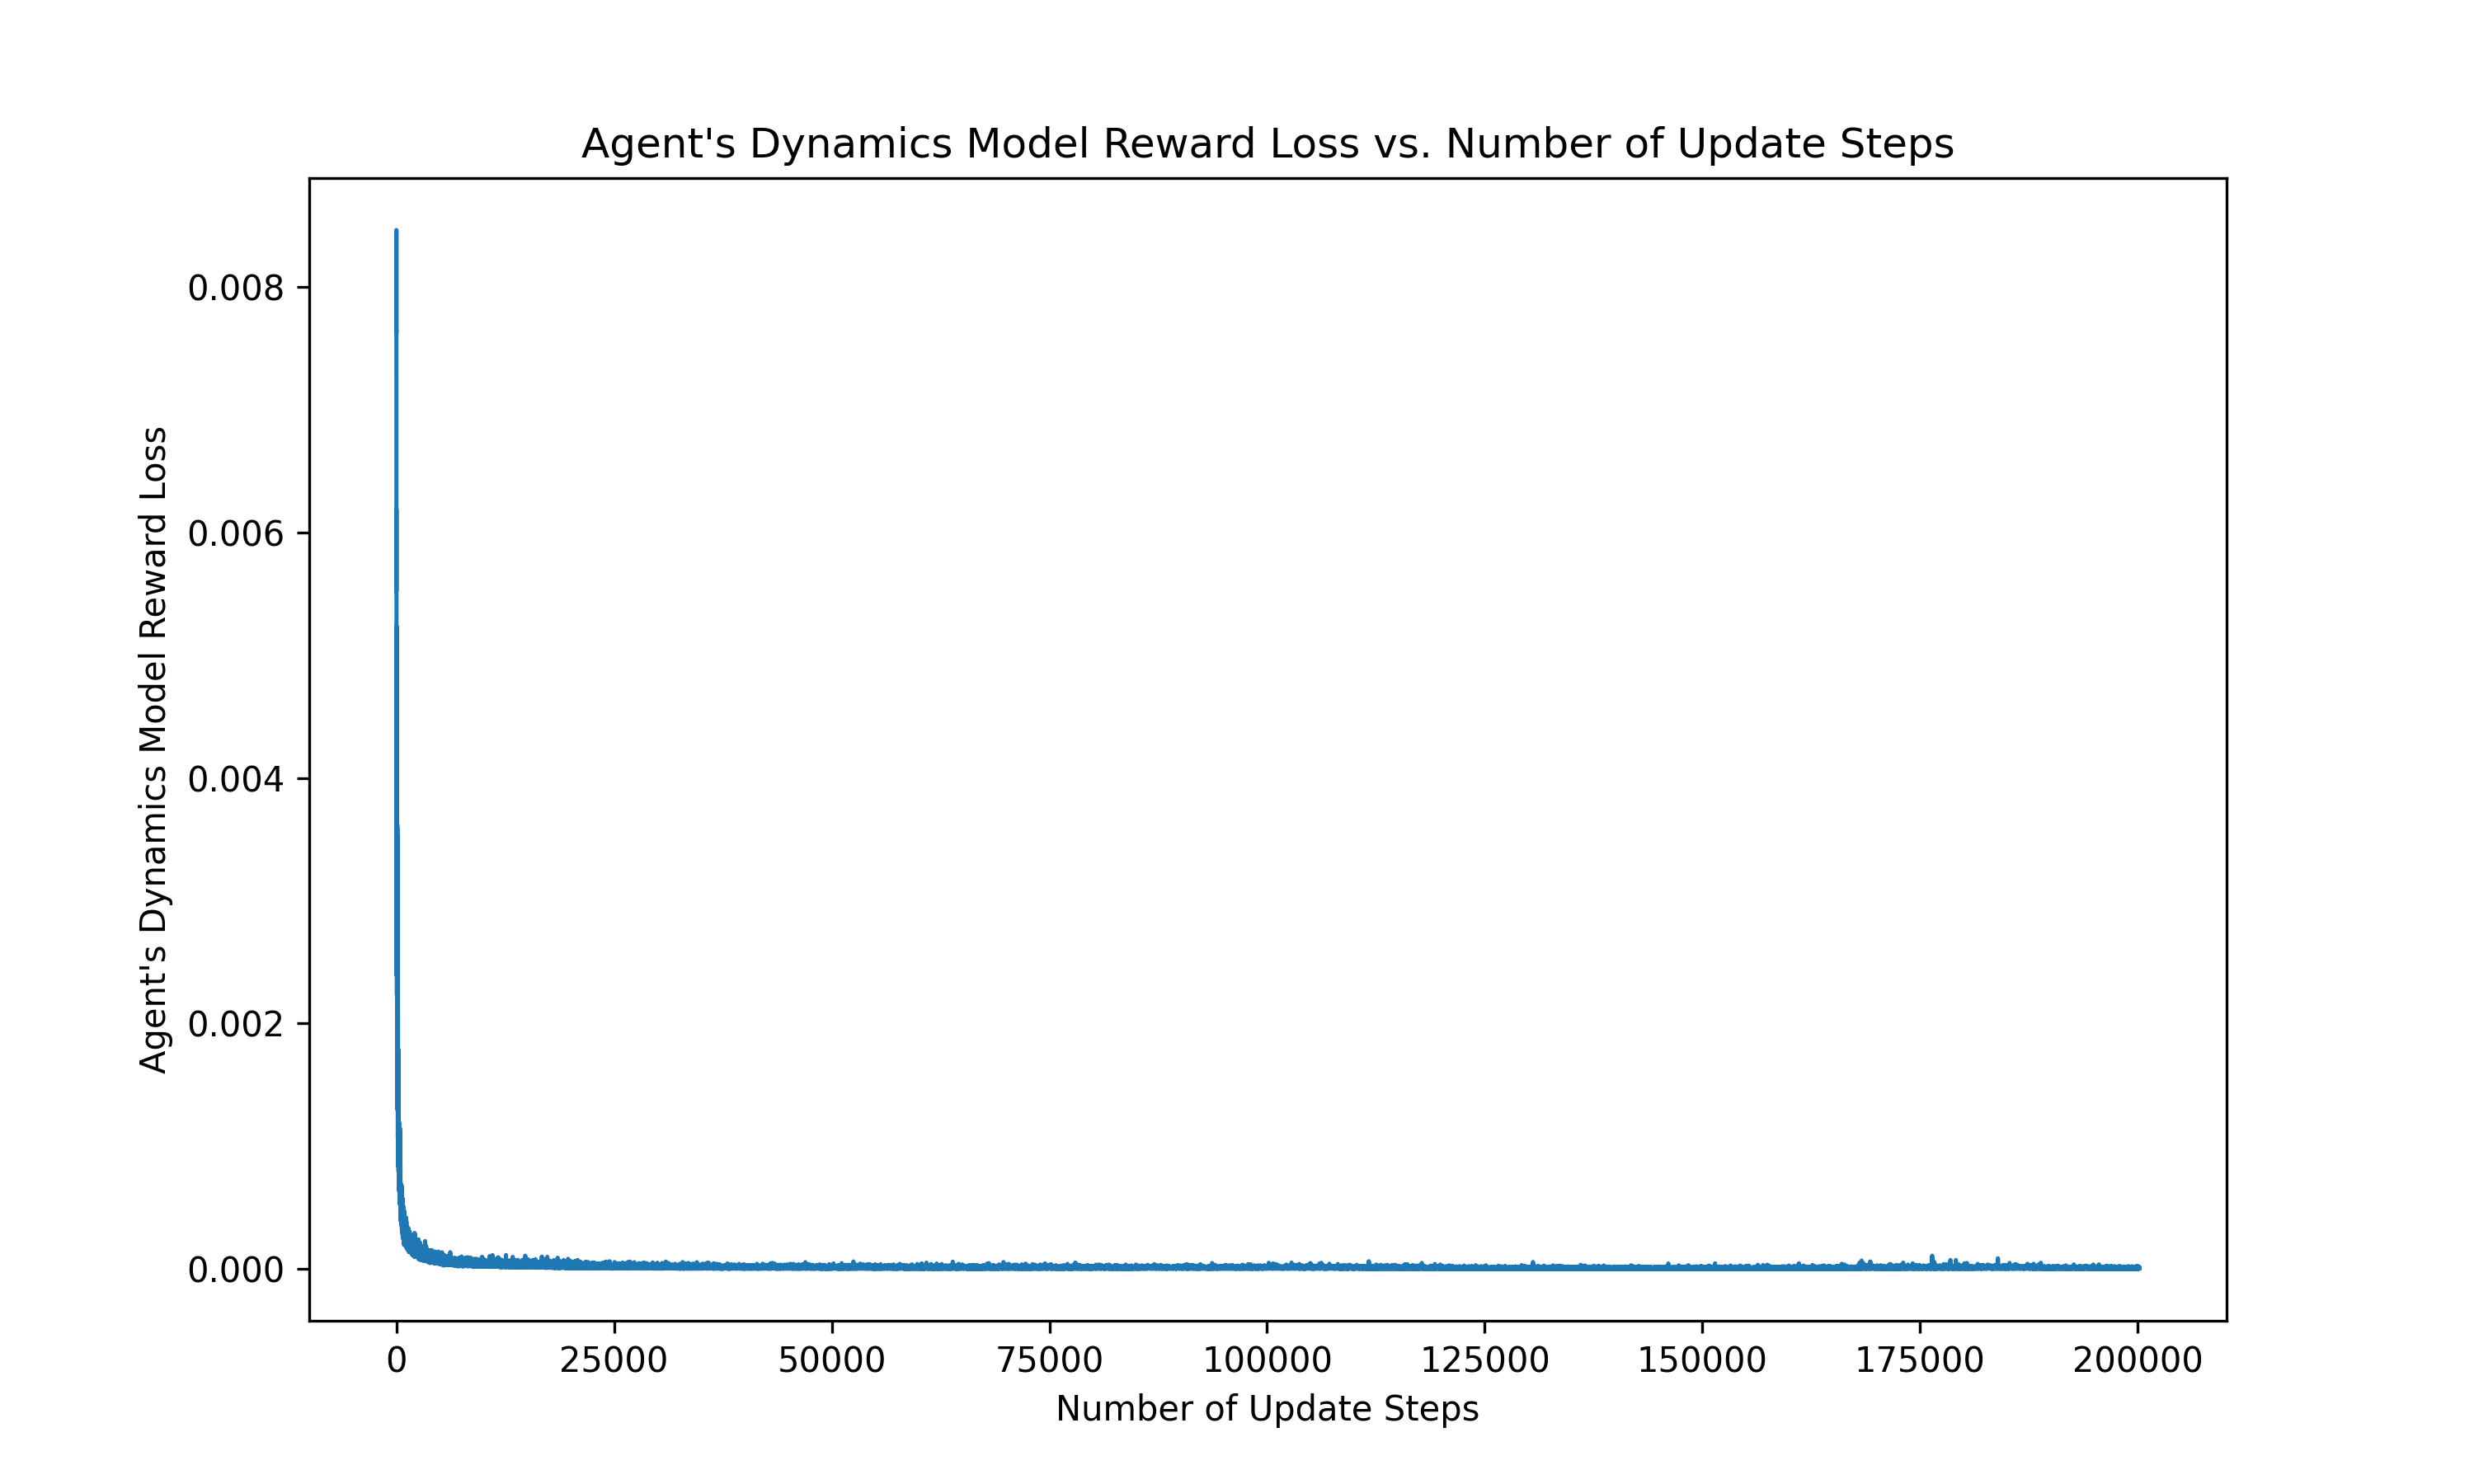 Agent's Dynamics Model Reward Loss vs. Number of Update Steps
Agent's Dynamics Model Reward Loss
0.008
0.006
0.004
0.002
0.000
0 25000 50000 75000 100000 125000 150000 175000 200000
Number of Update Steps